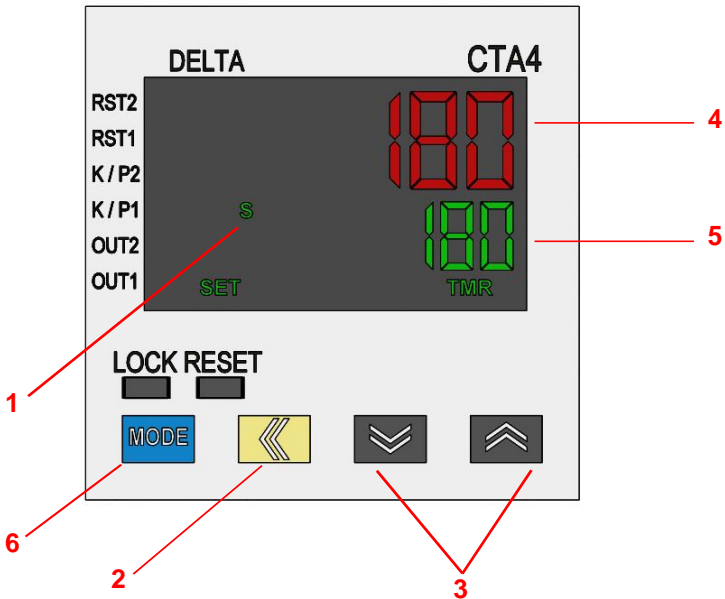 DELTA CTA4
RST2
180
4
RST1
K / P2
K / P1
S
180
5
OUT2
OUT1
SET TMR
LOCK RESET
1
MODE
6
2
3